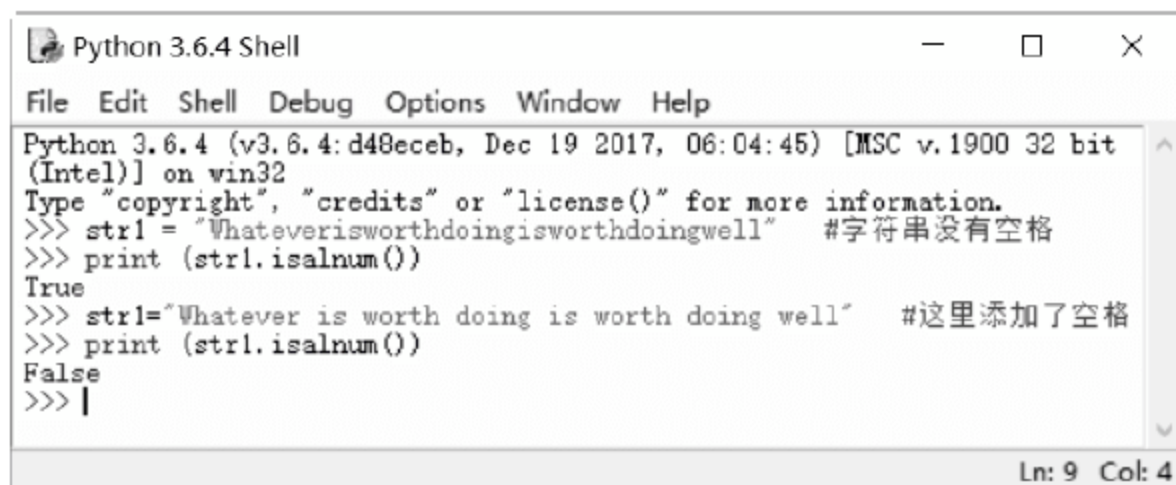 Python 3.6.4 Shell
File Edit Shell Debug Options Window Help
Python 3.6.4 (v3.6.4:d48eceb, Dec 19 2017, 06:04:45) [MSC v.1900 32 bit
(Intel)] on win32
Type "copyright", "credits" or "license()" for more information.
>>> str1 = "Whateverisworthdoingisworthdoingwell" #字符串没有空格
>>> print (str1.isalnum())
True
>>> str1="Whatever is worth doing is worth doing well" #这里添加了空格
>>> print (str1.isalnum())
False
>>>
Ln: 9 Col: 4